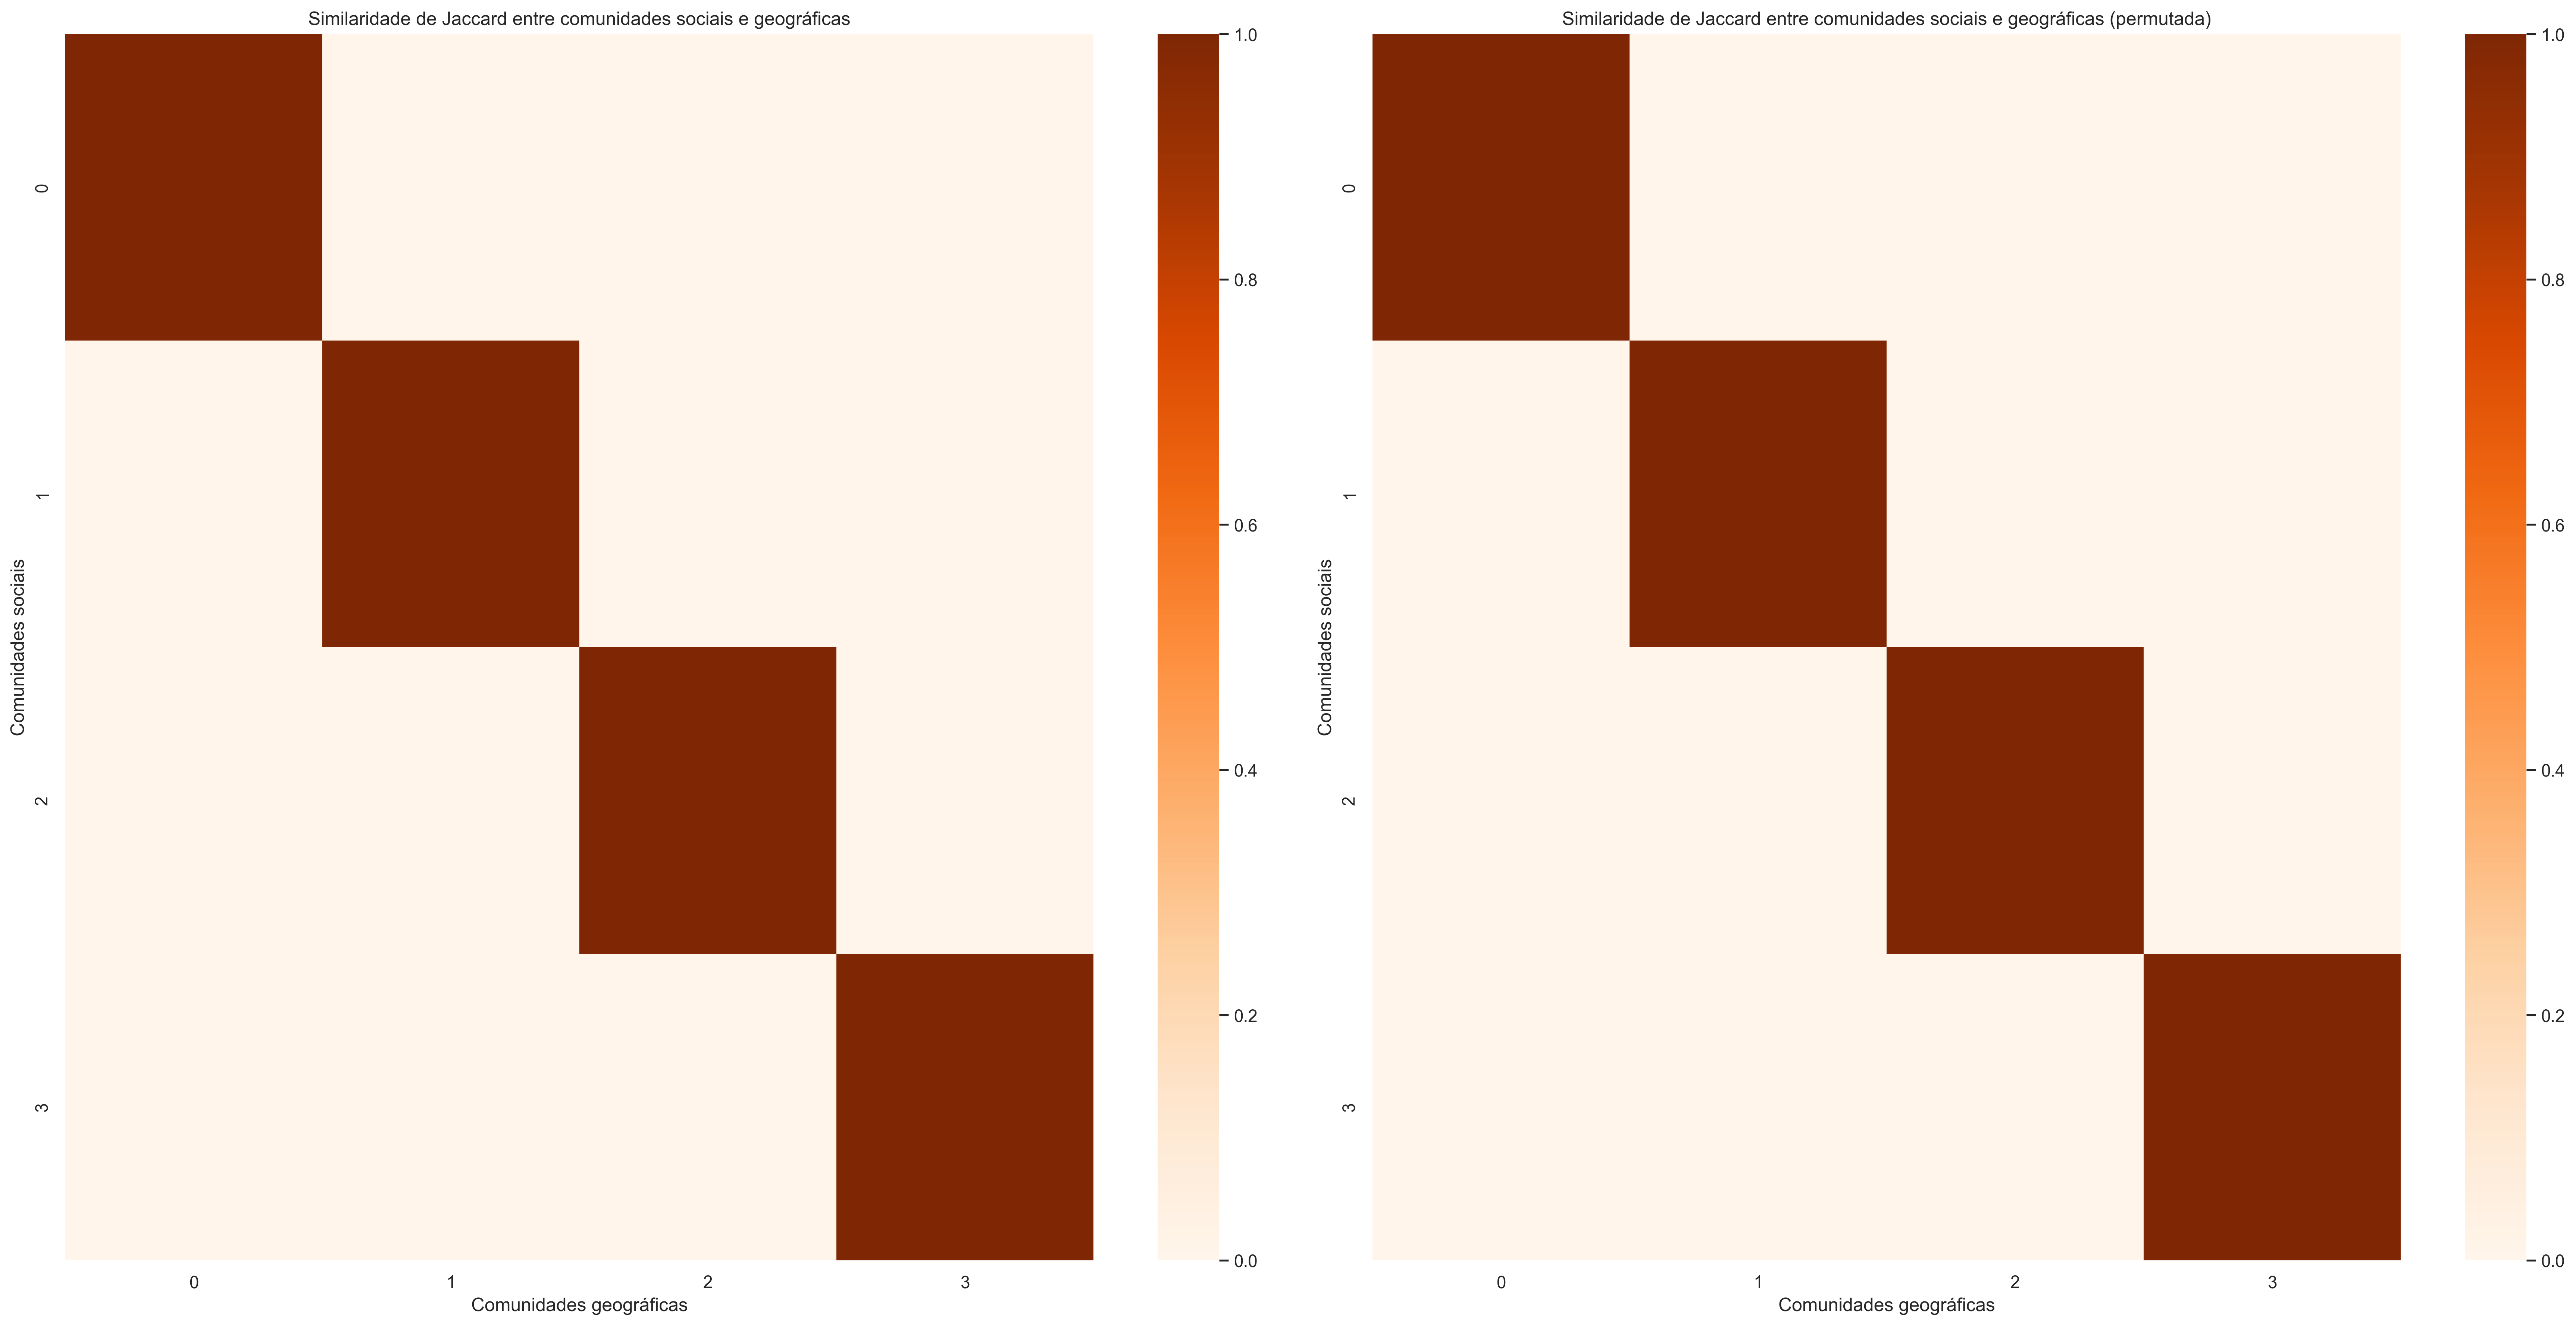 Similaridade de Jaccard entre comunidades sociais e geográficas
Comunidades sociais
0
1
2
3
0 1 2 3
Comunidades geográficas
1.0
0.8
0.6
0.4
0.2
0.0
Similaridade de Jaccard entre comunidades sociais e geográficas (permutada)
Comunidades sociais
0
1
2
3
0 1 2 3
Comunidades geográficas
1.0
0.8
0.6
0.4
0.2
0.0